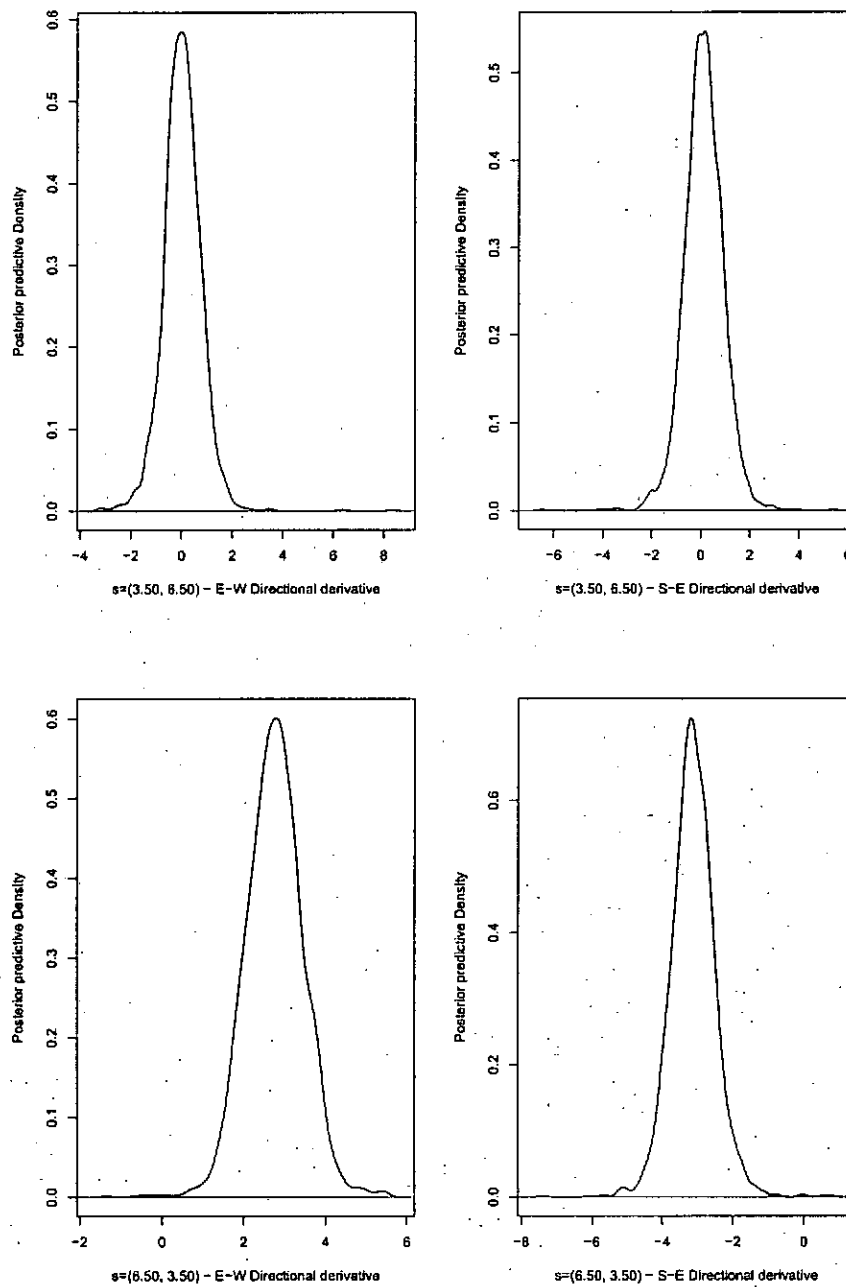 Posterior predictive Density
0.6
0.5
0.4
0.3
0.2
0.1
0.0
−4 −2 0 2 4 6 8
s=(3.50, 6.50) − E−W Directional derivative
Posterior predictive Density
0.5
0.4
0.3
0.2
0.1
0.0
−6 −4 −2 0 2 4
s=(3.50, 6.50) − S−E Directional derivative
Posterior predictive Density
0.6
0.5
0.4
0.3
0.2
0.1
0.0
−2 0 2 4 6
s=(6.50, 3.50) − E−W Directional derivative
Posterior predictive Density
0.6
0.4
0.2
0.0
−8 −6 −4 −2 0
s=(6.50, 3.50) − S−E Directional derivative